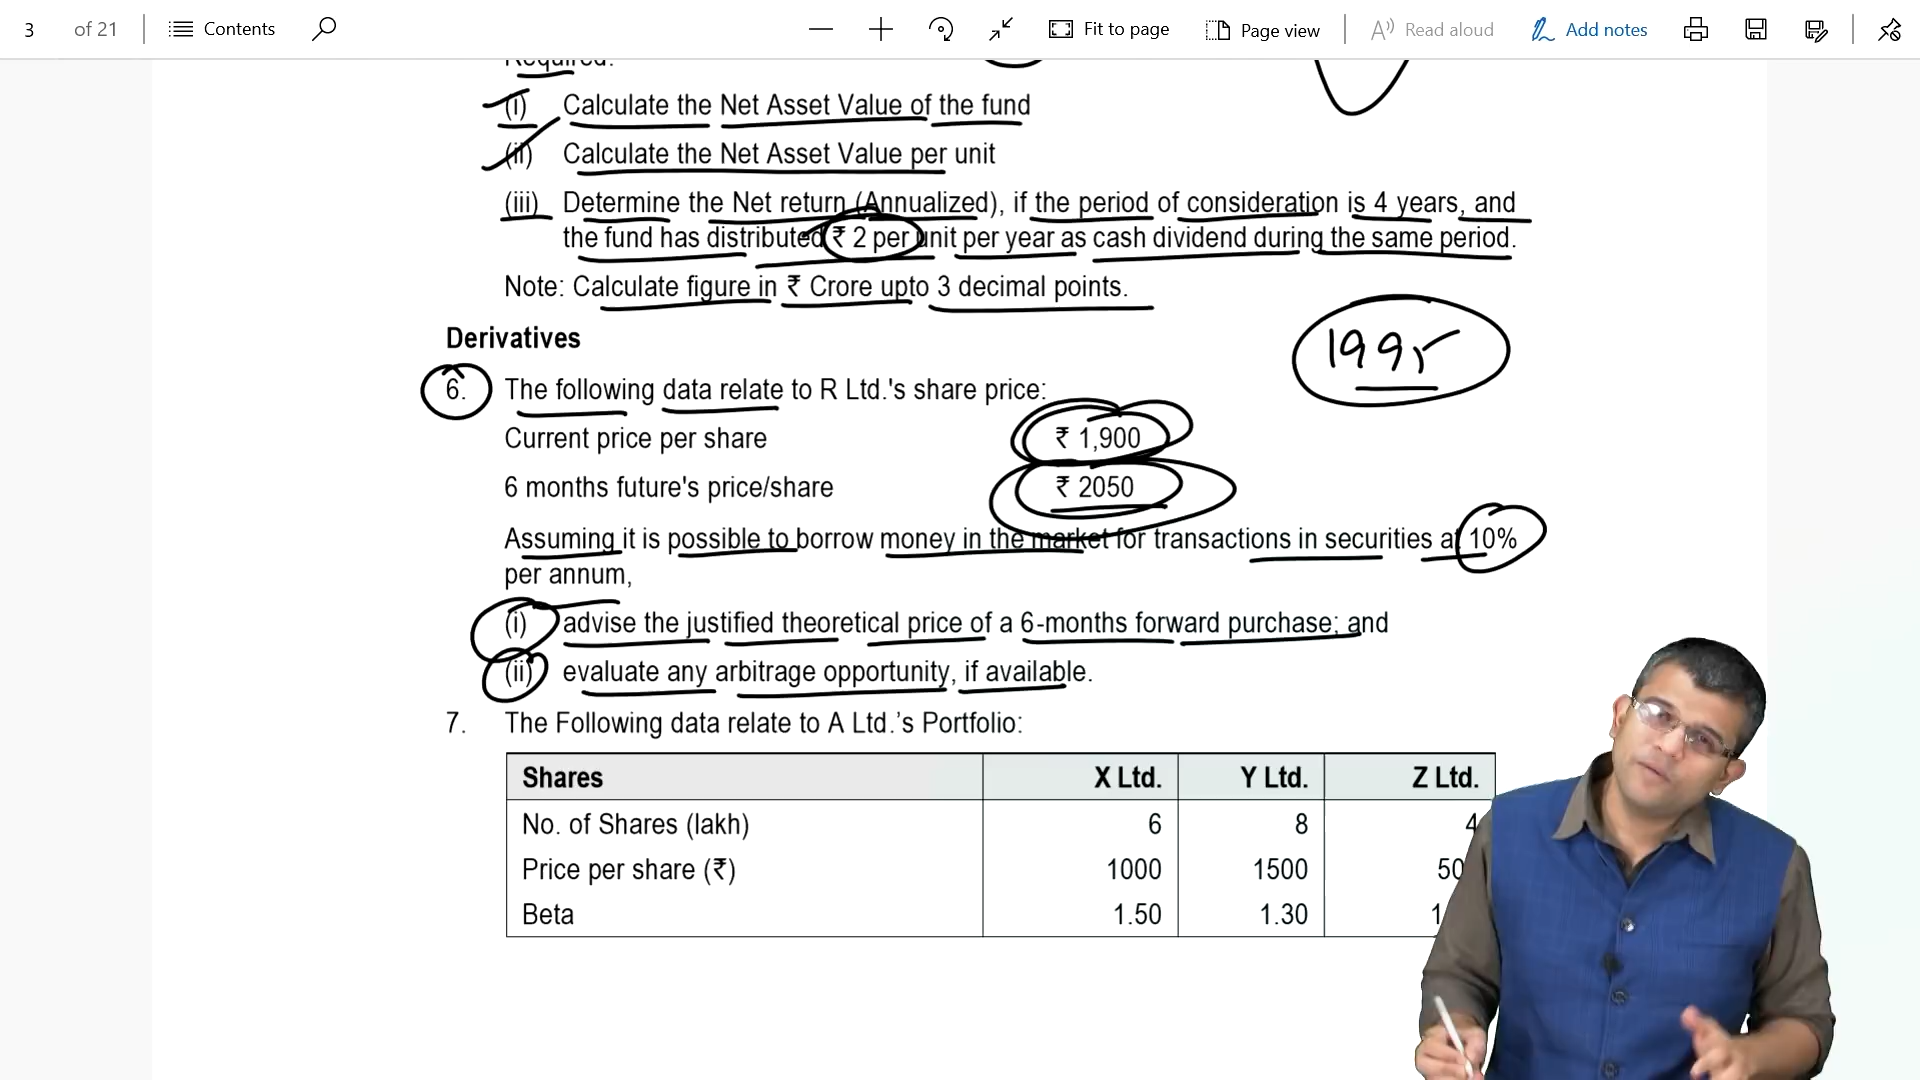 3 of 21 Contents Fit to page Page view Read aloud Add notes
Required:
(i) Calculate the Net Asset Value of the fund
(ii) Calculate the Net Asset Value per unit
(iii) Determine the Net return (Annualized), if the period of consideration is 4 years, and
the fund has distributed ₹ 2 per unit per year as cash dividend during the same period.
Note: Calculate figure in ₹ Crore upto 3 decimal points.
Derivatives
1995
6. The following data relate to R Ltd.'s share price:
Current price per share ₹ 1,900
6 months future's price/share ₹ 2050
Assuming it is possible to borrow money in the market for transactions in securities at 10%
per annum,
(i) advise the justified theoretical price of a 6-months forward purchase; and
(ii) evaluate any arbitrage opportunity, if available.
7. The Following data relate to A Ltd.'s Portfolio:
Shares X Ltd. Y Ltd. Z Ltd.
No. of Shares (lakh) 6 8 4
Price per share (₹) 1000 1500 50
Beta 1.50 1.30 1